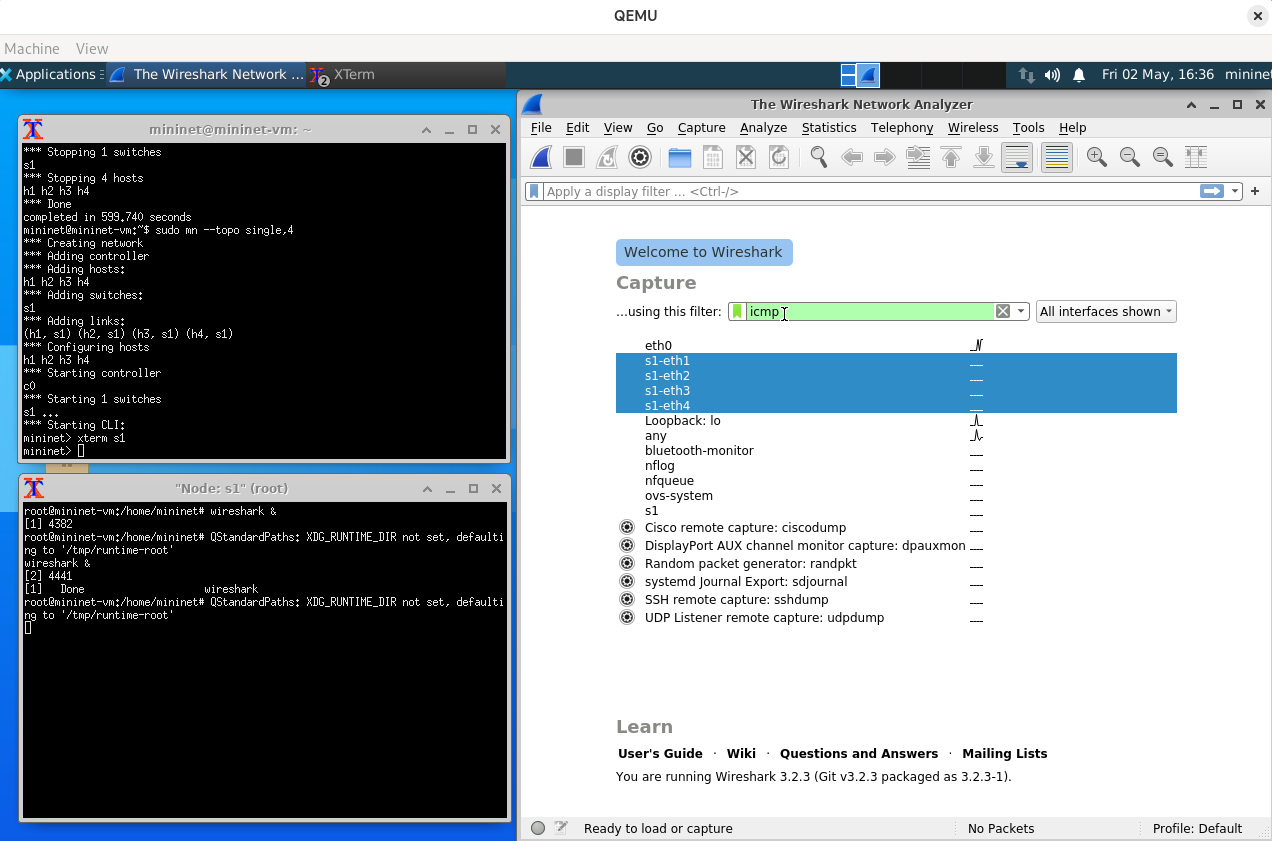 QEMU
Machine View
Applications
The Wireshark Network ...
2 XTerm
Fri 02 May, 16:36 minine
mininet@mininet-vm: ~
*** Stopping 1 switches
s1
*** Stopping 4 hosts
h1 h2 h3 h4
*** Done
completed in 599.740 seconds
mininet@mininet-vm:~$ sudo mn --topo single,4
*** Creating network
*** Adding controller
*** Adding hosts:
h1 h2 h3 h4
*** Adding switches:
s1
*** Adding links:
(h1, s1) (h2, s1) (h3, s1) (h4, s1)
*** Configuring hosts
h1 h2 h3 h4
*** Starting controller
c0
*** Starting 1 switches
s1 ...
*** Starting CLI:
mininet> xterm s1
mininet>
"Node: s1" (root)
root@mininet-vm:/home/mininet# wireshark &
[1] 4382
root@mininet-vm:/home/mininet# QStandardPaths: XDG_RUNTIME_DIR not set, defaulti
ng to '/tmp/runtime-root'
wireshark &
[2] 4441
[1] Done wireshark
root@mininet-vm:/home/mininet# QStandardPaths: XDG_RUNTIME_DIR not set, defaulti
ng to '/tmp/runtime-root'
The Wireshark Network Analyzer
File Edit View Go Capture Analyze Statistics Telephony Wireless Tools Help
Apply a display filter ... <Ctrl-/>
Welcome to Wireshark
Capture
...using this filter: icmp All interfaces shown
eth0
s1-eth1
s1-eth2
s1-eth3
s1-eth4
Loopback: lo
any
bluetooth-monitor
nflog
nfqueue
ovs-system
s1
Cisco remote capture: ciscodump
DisplayPort AUX channel monitor capture: dpauxmon
Random packet generator: randpkt
systemd Journal Export: sdjournal
SSH remote capture: sshdump
UDP Listener remote capture: udpdump
Learn
User's Guide · Wiki · Questions and Answers · Mailing Lists
You are running Wireshark 3.2.3 (Git v3.2.3 packaged as 3.2.3-1).
Ready to load or capture No Packets Profile: Default